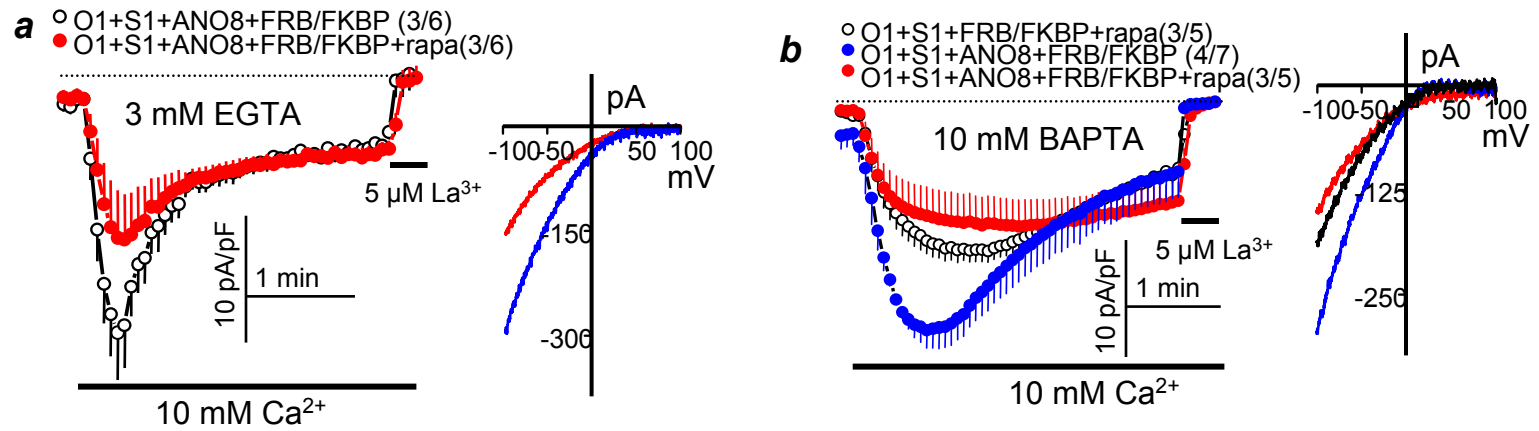 a
O1+S1+ANO8+FRB/FKBP (3/6)
O1+S1+ANO8+FRB/FKBP+rapa(3/6)
3 mM EGTA
5 µM La³⁺
10 pA/pF
1 min
10 mM Ca²⁺
pA
-100
-50
50
100
mV
-150
-300
b
O1+S1+FRB/FKBP+rapa(3/5)
O1+S1+ANO8+FRB/FKBP (4/7)
O1+S1+ANO8+FRB/FKBP+rapa(3/5)
10 mM BAPTA
5 µM La³⁺
10 pA/pF
1 min
10 mM Ca²⁺
pA
-100
-50
50
100
mV
-125
-250